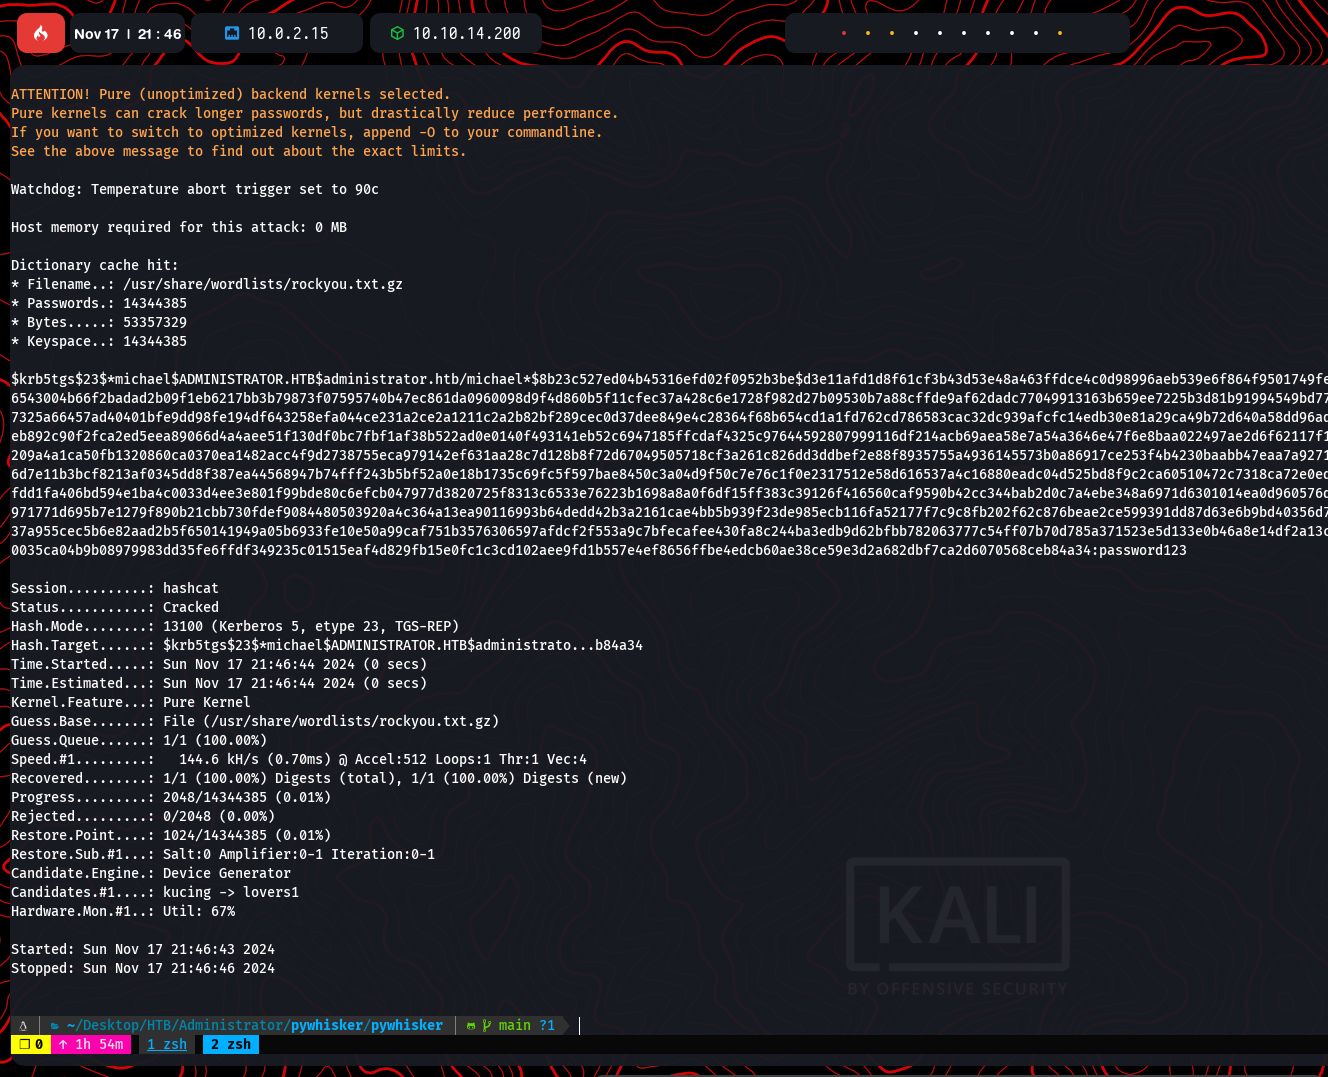 Nov 17 | 21 : 46
10.0.2.15
10.10.14.200
ATTENTION! Pure (unoptimized) backend kernels selected.
Pure kernels can crack longer passwords, but drastically reduce performance.
If you want to switch to optimized kernels, append -O to your commandline.
See the above message to find out about the exact limits.
Watchdog: Temperature abort trigger set to 90c
Host memory required for this attack: 0 MB
Dictionary cache hit:
* Filename..: /usr/share/wordlists/rockyou.txt.gz
* Passwords.: 14344385
* Bytes.....: 53357329
* Keyspace..: 14344385
$krb5tgs$23$*michael$ADMINISTRATOR.HTB$administrator.htb/michael*$8b23c527ed04b45316efd02f0952b3be$d3e11afd1d8f61cf3b43d53e48a463ffdce4c0d98996aeb539e6f864f9501749fe
6543004b66f2badad2b09f1eb6217bb3b79873f07595740b47ec861da0960098d9f4d860b5f11cfec37a428c6e1728f982d27b09530b7a88cffde9af62dadc77049913163b659ee7225b3d81b91994549bd77
7325a66457ad40401bfe9dd98fe194df643258efa044ce231a2ce2a1211c2a2b82bf289cec0d37dee849e4c28364f68b654cd1a1fd762cd786583cac32dc939afcfc14edb30e81a29ca49b72d640a58dd96ad
eb892c90f2fca2ed5eea89066d4a4aee51f130df0bc7fbf1af38b522ad0e0140f493141eb52c6947185ffcdaf4325c97644592807999116df214acb69aea58e7a54a3646e47f6e8baa022497ae2d6f62117f1
209a4a1ca50fb1320860ca0370ea1482acc4f9d2738755eca979142ef631aa28c7d128b8f72d67049505718cf3a261c826dd3ddbef2e88f8935755a4936145573b0a86917ce253f4b4230baabb47eaa7a9271
6d7e11b3bcf8213af0345dd8f387ea44568947b74fff243b5bf52a0e18b1735c69fc5f597bae8450c3a04d9f50c7e76c1f0e2317512e58d616537a4c16880eadc04d525bd8f9c2ca60510472c7318ca72e0ed
fdd1fa406bd594e1ba4c0033d4ee3e801f99bde80c6efcb047977d3820725f8313c6533e76223b1698a8a0f6df15ff383c39126f416560caf9590b42cc344bab2d0c7a4ebe348a6971d6301014ea0d960576d
971771d695b7e1279f890b21cbb730fdef9084480503920a4c364a13ea90116993b64dedd42b3a2161cae4bb5b939f23de985ecb116fa52177f7c9c8fb202f62c876beae2ce599391dd87d63e6b9bd40356d7
37a955cec5b6e82aad2b5f650141949a05b6933fe10e50a99caf751b3576306597afdcf2f553a9c7bfecafee430fa8c244ba3edb9d62bfbb782063777c54ff07b70d785a371523e5d133e0b46a8e14df2a13c
0035ca04b9b08979983dd35fe6ffdf349235c01515eaf4d829fb15e0fc1c3cd102aee9fd1b557e4ef8656ffbe4edcb60ae38ce59e3d2a682dbf7ca2d6070568ceb84a34:password123
Session..........: hashcat
Status...........: Cracked
Hash.Mode........: 13100 (Kerberos 5, etype 23, TGS-REP)
Hash.Target......: $krb5tgs$23$*michael$ADMINISTRATOR.HTB$administrato...b84a34
Time.Started.....: Sun Nov 17 21:46:44 2024 (0 secs)
Time.Estimated...: Sun Nov 17 21:46:44 2024 (0 secs)
Kernel.Feature...: Pure Kernel
Guess.Base.......: File (/usr/share/wordlists/rockyou.txt.gz)
Guess.Queue......: 1/1 (100.00%)
Speed.#1.........:   144.6 kH/s (0.70ms) @ Accel:512 Loops:1 Thr:1 Vec:4
Recovered........: 1/1 (100.00%) Digests (total), 1/1 (100.00%) Digests (new)
Progress.........: 2048/14344385 (0.01%)
Rejected.........: 0/2048 (0.00%)
Restore.Point....: 1024/14344385 (0.01%)
Restore.Sub.#1...: Salt:0 Amplifier:0-1 Iteration:0-1
Candidate.Engine.: Device Generator
Candidates.#1....: kucing -> lovers1
Hardware.Mon.#1..: Util: 67%
KALI
BY OFFENSIVE SECURITY
Started: Sun Nov 17 21:46:43 2024
Stopped: Sun Nov 17 21:46:46 2024
~/Desktop/HTB/Administrator/pywhisker/pywhisker main ?1
0 ↑ 1h 54m 1 zsh 2 zsh